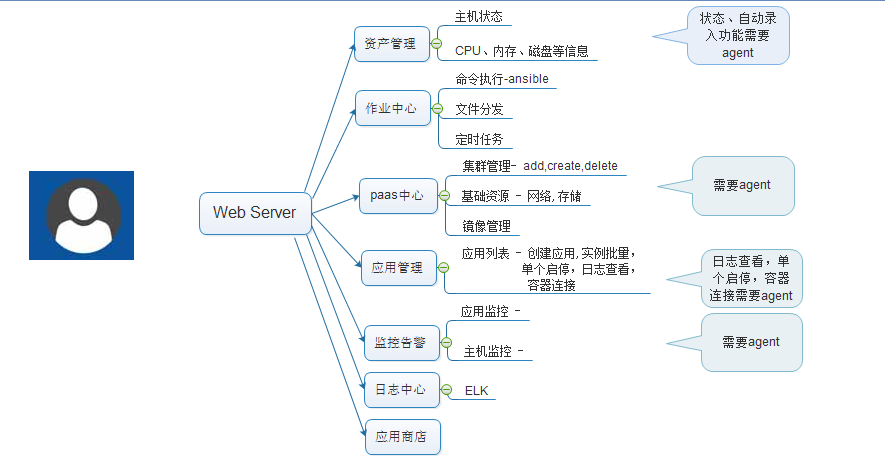 Web Server
资产管理
主机状态
CPU、内存、磁盘等信息
状态、自动录
入功能需要
agent
作业中心
命令执行-ansible
文件分发
定时任务
paas中心
集群管理- add,create,delete
基础资源 - 网络,存储
镜像管理
需要agent
应用管理
应用列表 - 创建应用, 实例批量，
单个启停，日志查看，
容器连接
日志查看，单
个启停，容器
连接需要agent
监控告警
应用监控 -
主机监控 -
需要agent
日志中心
ELK
应用商店